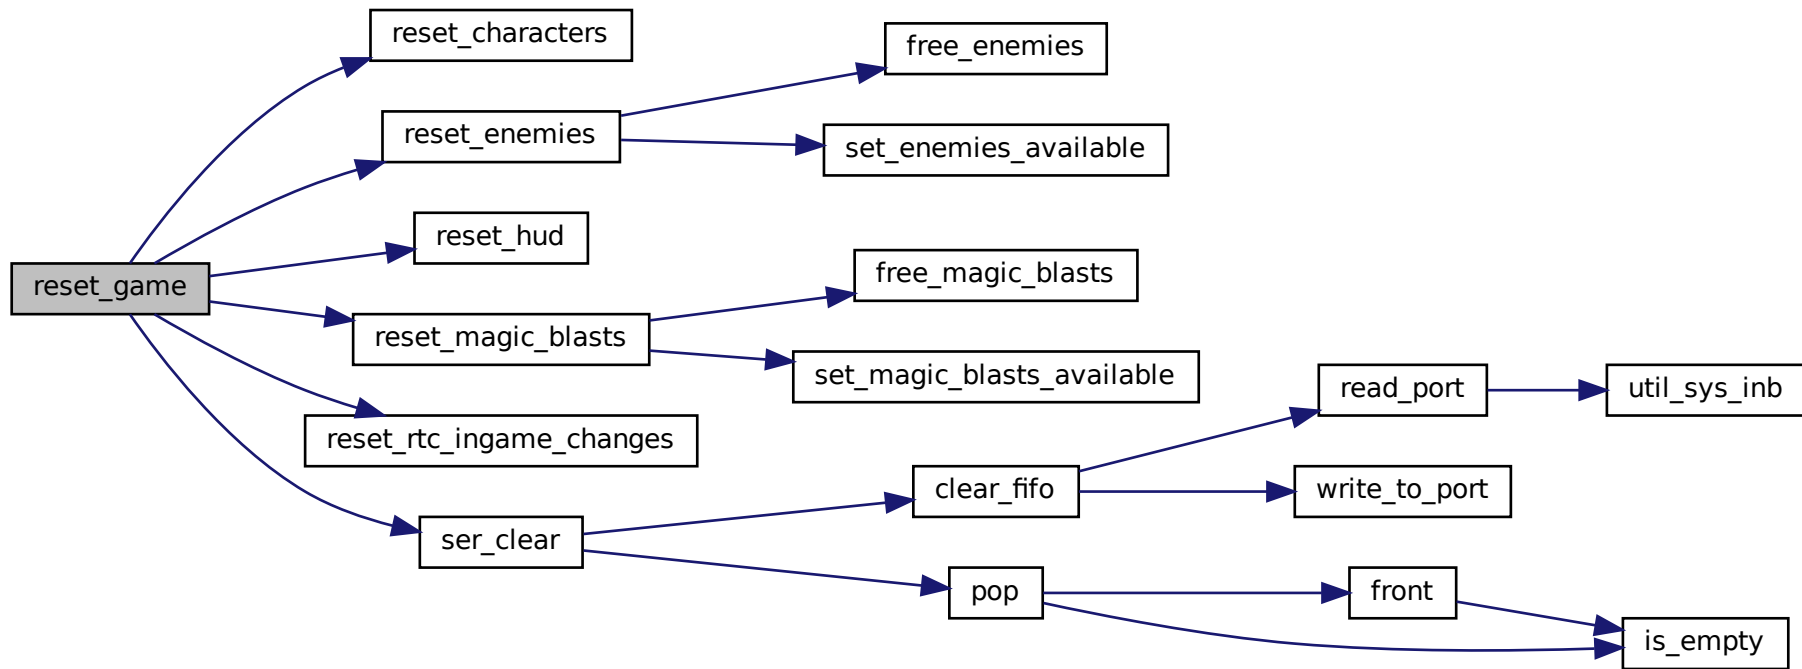 reset_characters
free_enemies
reset_enemies
set_enemies_available
reset_hud
reset_game
free_magic_blasts
reset_magic_blasts
set_magic_blasts_available
read_port
util_sys_inb
reset_rtc_ingame_changes
clear_fifo
write_to_port
ser_clear
pop
front
is_empty